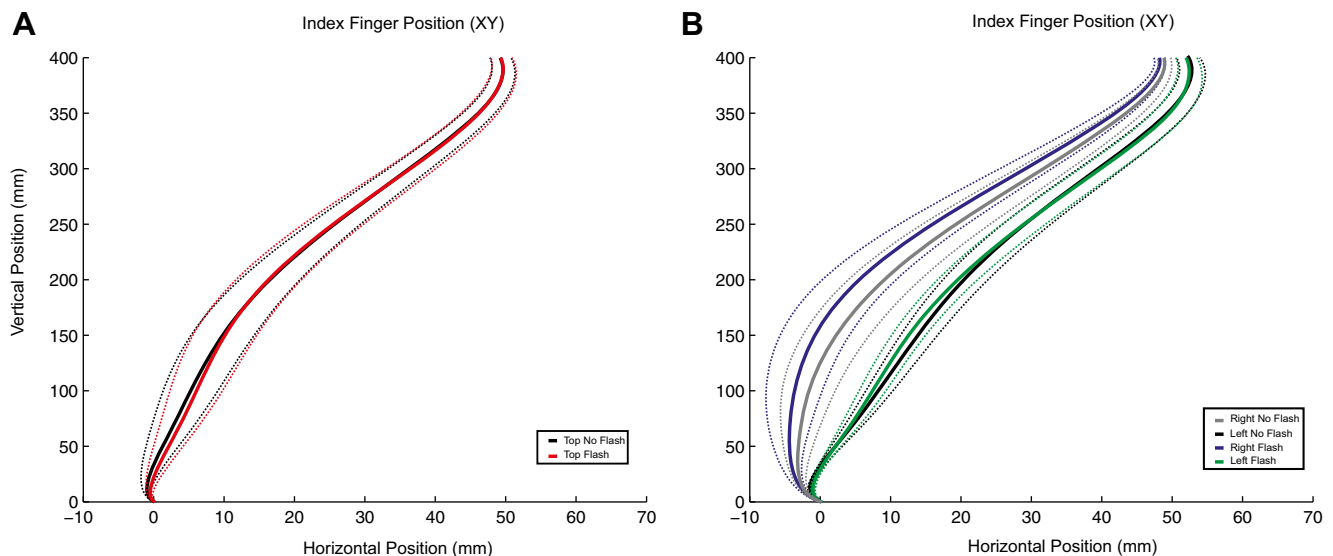 A
Index Finger Position (XY)
400
350
300
250
200
150
100
50
0
Vertical Position (mm)
−10 0 10 20 30 40 50 60 70
Horizontal Position (mm)
Top No Flash
Top Flash
B
Index Finger Position (XY)
400
350
300
250
200
150
100
50
0
−10 0 10 20 30 40 50 60 70
Horizontal Position (mm)
Right No Flash
Left No Flash
Right Flash
Left Flash